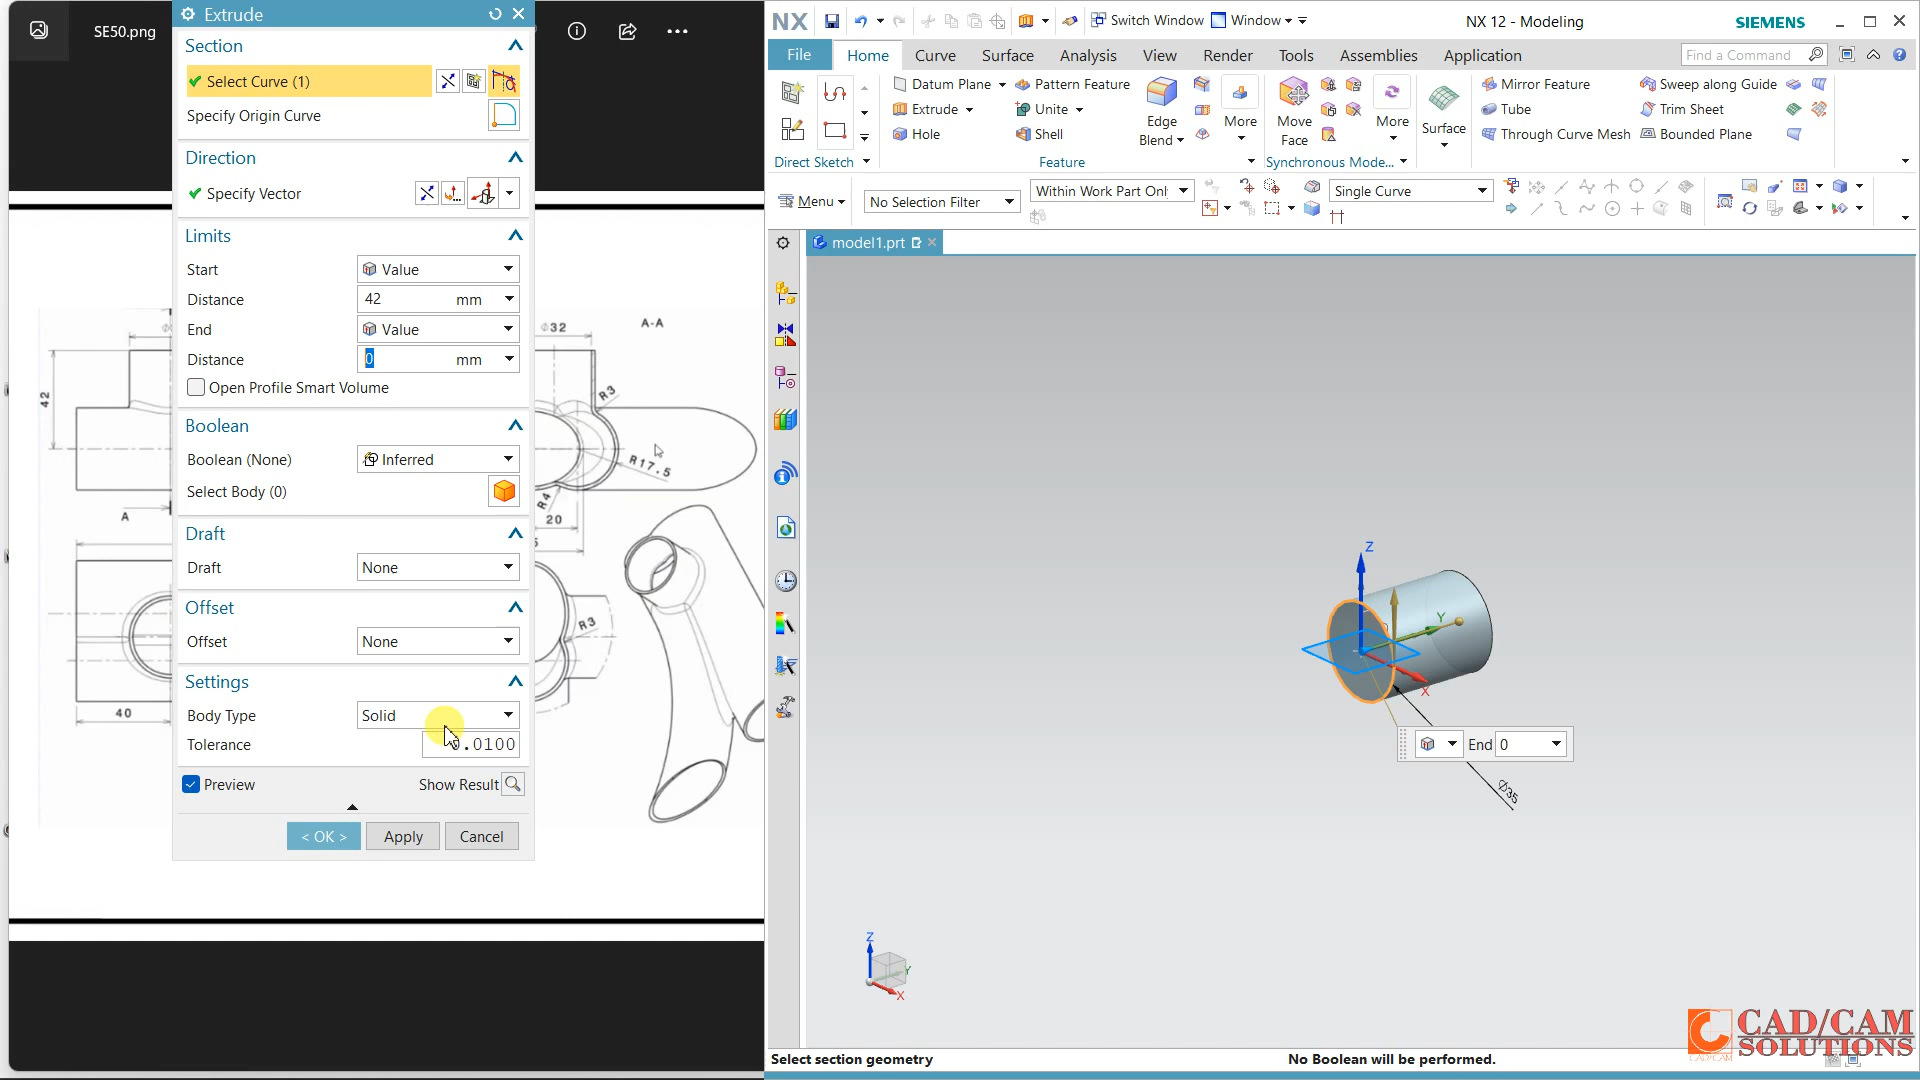 SE50.png
Extrude
Section
Select Curve (1)
Specify Origin Curve
Direction
Specify Vector
Limits
Start
Value
Distance
42 mm
End
Value
Distance
0 mm
Open Profile Smart Volume
Boolean
Boolean (None)
Inferred
Select Body (0)
Draft
Draft
None
Offset
Offset
None
Settings
Body Type
Solid
Tolerance
.0100
Preview
Show Result
< OK >
Apply
Cancel
42
A
40
Ø32
A-A
R3
R17.5
R4
20
R3
NX
Switch Window
Window
NX 12 - Modeling
SIEMENS
File
Home
Curve
Surface
Analysis
View
Render
Tools
Assemblies
Application
Find a Command
Datum Plane
Pattern Feature
Extrude
Unite
Hole
Shell
Edge
Blend
More
Move
Face
More
Surface
Mirror Feature
Tube
Through Curve Mesh
Sweep along Guide
Trim Sheet
Bounded Plane
Direct Sketch
Feature
Synchronous Mode...
Menu
No Selection Filter
Within Work Part Onl
Single Curve
model1.prt
Z
Y
X
End 0
Ø35
Z
Y
X
Select section geometry
No Boolean will be performed.
CAD/CAM
SOLUTIONS